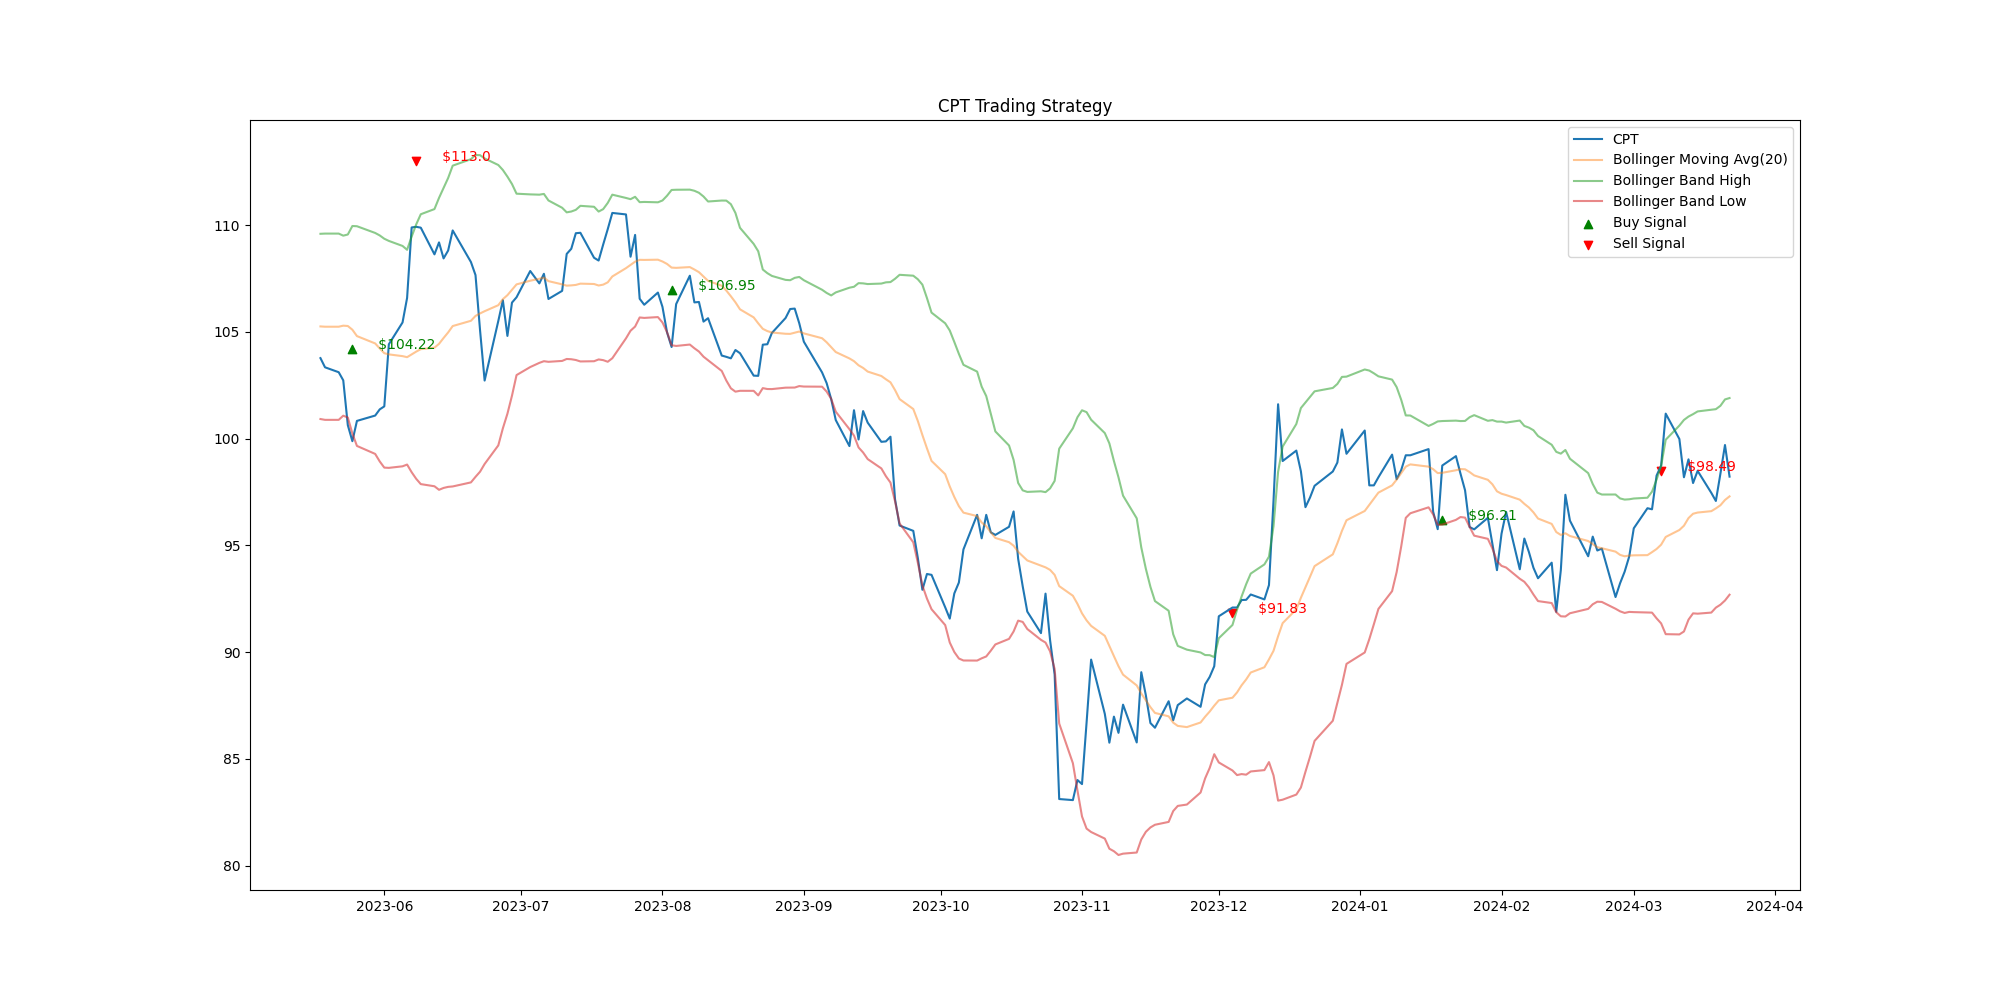 CPT Trading Strategy
CPT
Bollinger Moving Avg(20)
Bollinger Band High
Bollinger Band Low
Buy Signal
Sell Signal
$113.0
$106.95
$104.22
$98.49
$96.21
$91.83
110
105
100
95
90
85
80
2023-06 2023-07 2023-08 2023-09 2023-10 2023-11 2023-12 2024-01 2024-02 2024-03 2024-04